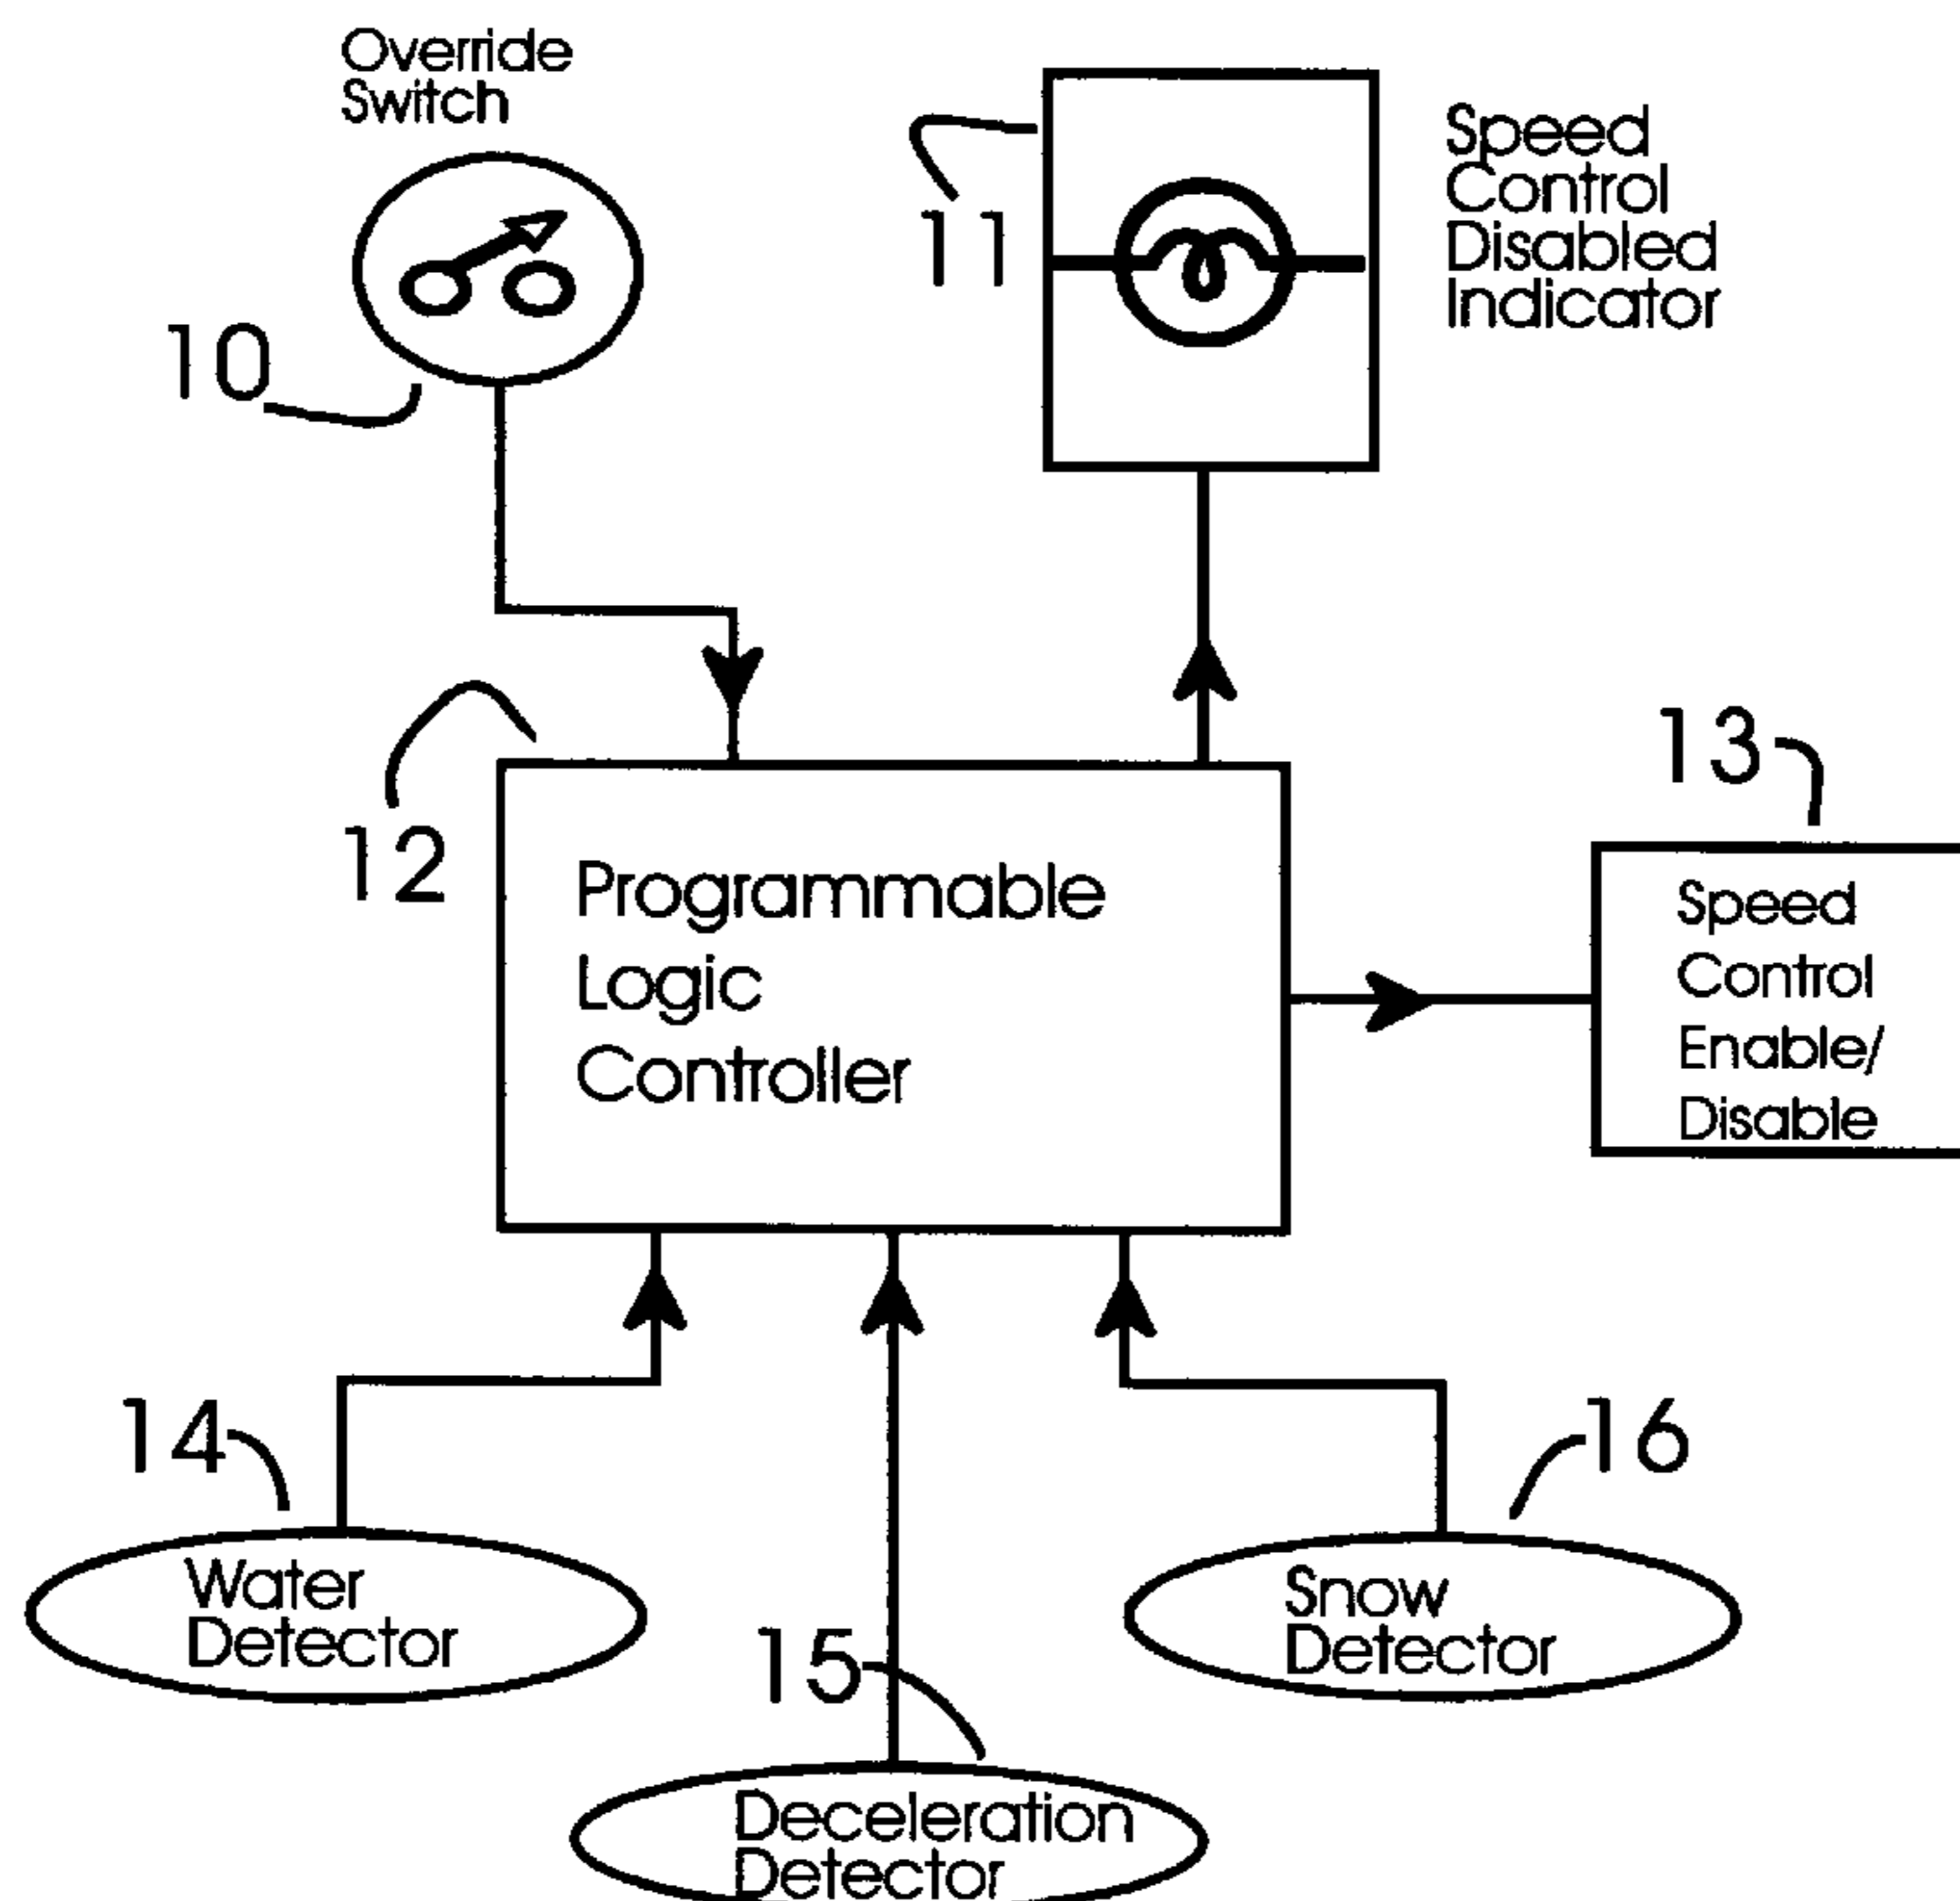 Override
Switch
10
11
Speed
Control
Disabled
Indicator
12
13
Programmable
Logic
Controller
Speed
Control
Enable/
Disable
14
Water
Detector
15
Deceleration
Detector
16
Snow
Detector